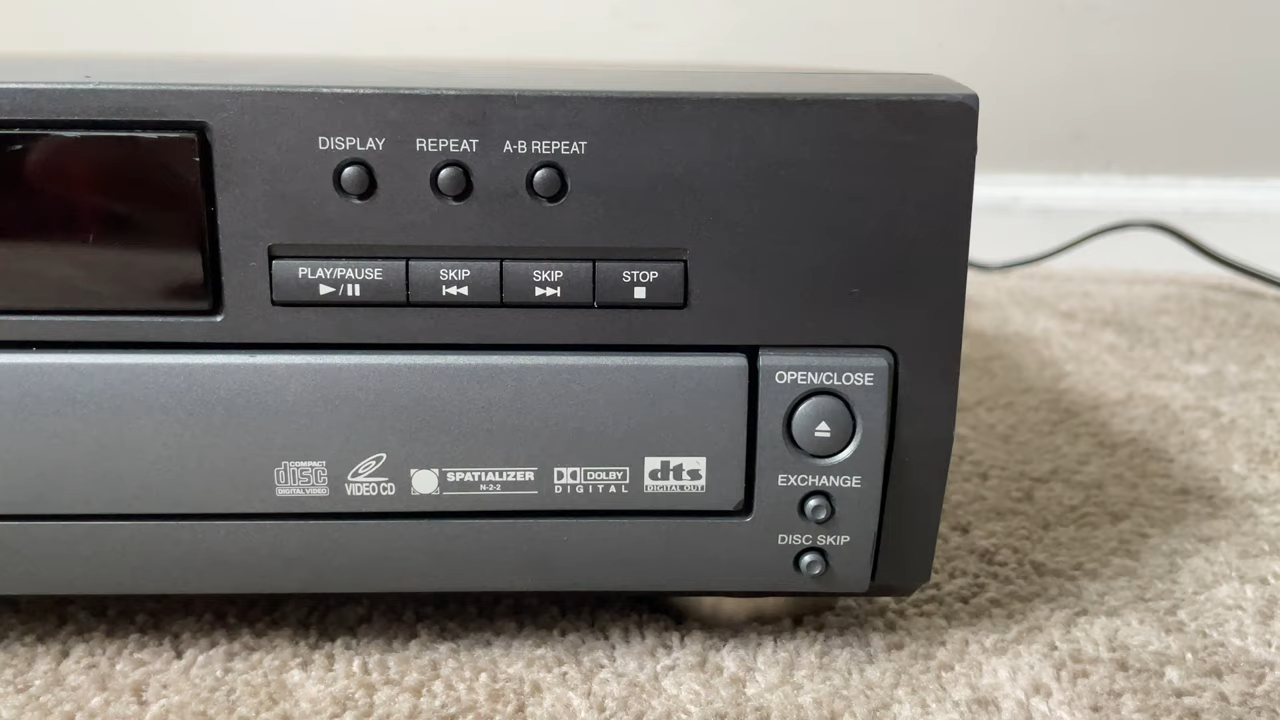 DISPLAY REPEAT A-B REPEAT
PLAY/PAUSE SKIP SKIP STOP
OPEN/CLOSE
COMPACT
disc
DIGITAL VIDEO
VIDEO CD
SPATIALIZER
N-2-2
DOLBY
DIGITAL
dts
DIGITAL OUT
EXCHANGE
DISC SKIP